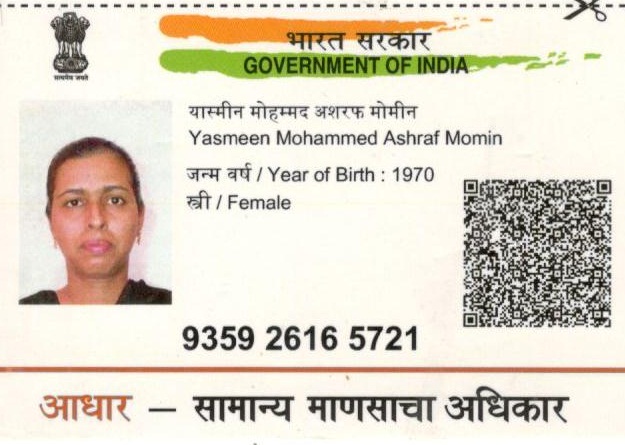 सत्यमेव जयते
भारत सरकार
GOVERNMENT OF INDIA
यास्मीन मोहम्मद अशरफ मोमीन
Yasmeen Mohammed Ashraf Momin
जन्म वर्ष / Year of Birth : 1970
स्त्री / Female
9359 2616 5721
आधार — सामान्य माणसाचा अधिकार